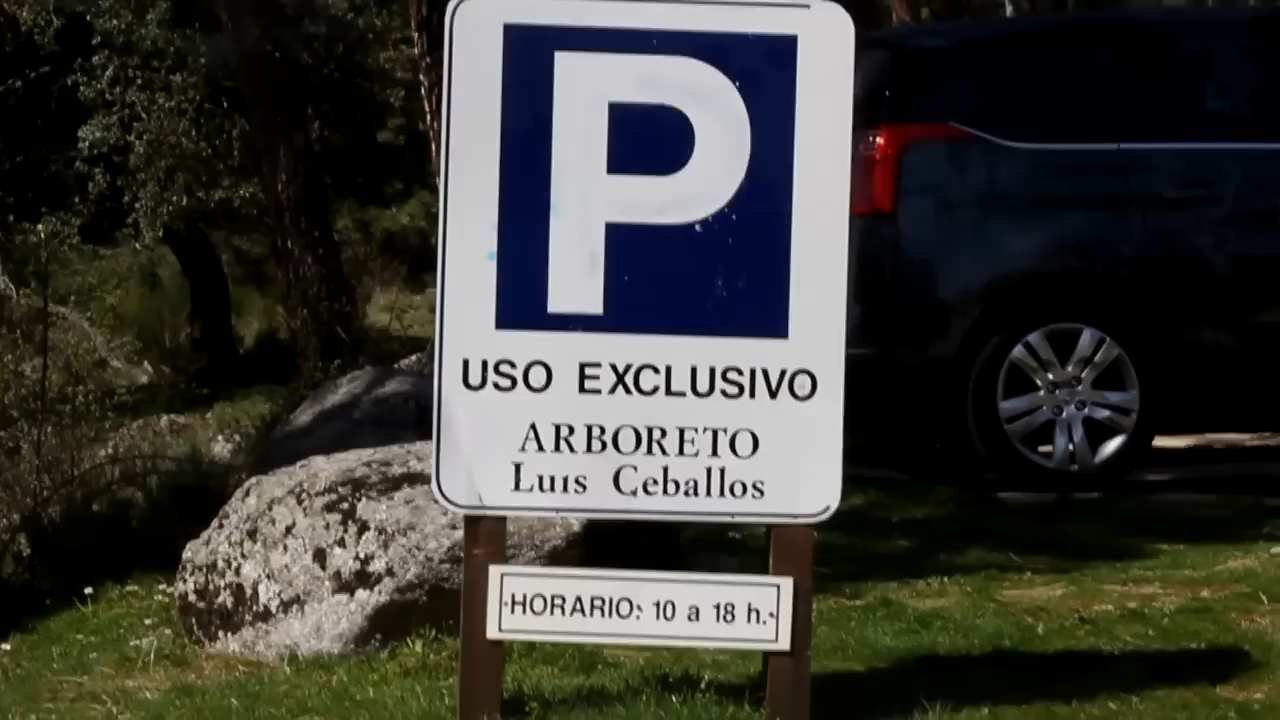 P
USO EXCLUSIVO
ARBORETO
Luis Ceballos
HORARIO: 10 a 18 h.